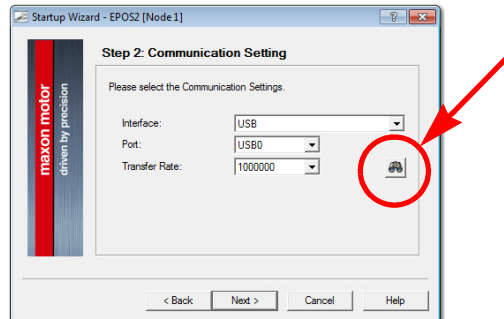 Startup Wizard - EPOS2 [Node 1]
Step 2: Communication Setting
maxon motor
driven by precision
Please select the Communication Settings.
Interface: USB
Port: USB0
Transfer Rate: 1000000
< Back Next > Cancel Help